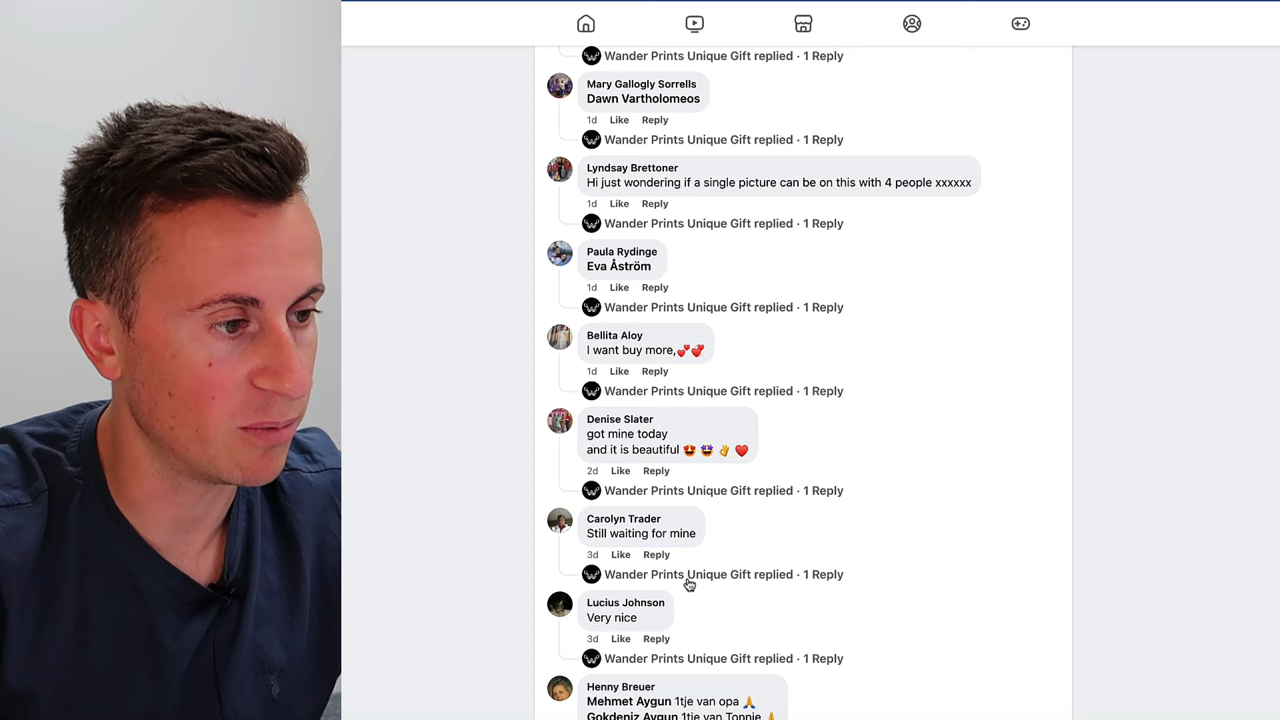 Wander Prints Unique Gift replied · 1 Reply
Mary Gallogly Sorrells
Dawn Vartholomeos
1d Like Reply
Wander Prints Unique Gift replied · 1 Reply
Lyndsay Brettoner
Hi just wondering if a single picture can be on this with 4 people xxxxxx
1d Like Reply
Wander Prints Unique Gift replied · 1 Reply
Paula Rydinge
Eva Åström
1d Like Reply
Wander Prints Unique Gift replied · 1 Reply
Bellita Aloy
I want buy more,💕💞
1d Like Reply
Wander Prints Unique Gift replied · 1 Reply
Denise Slater
got mine today
and it is beautiful 😍 🤩 👌 ❤️
2d Like Reply
Wander Prints Unique Gift replied · 1 Reply
Carolyn Trader
Still waiting for mine
3d Like Reply
Wander Prints Unique Gift replied · 1 Reply
Lucius Johnson
Very nice
3d Like Reply
Wander Prints Unique Gift replied · 1 Reply
Henny Breuer
Mehmet Aygun 1tje van opa 🙏
Gokdeniz Aygun 1tje van Tonnie 🙏